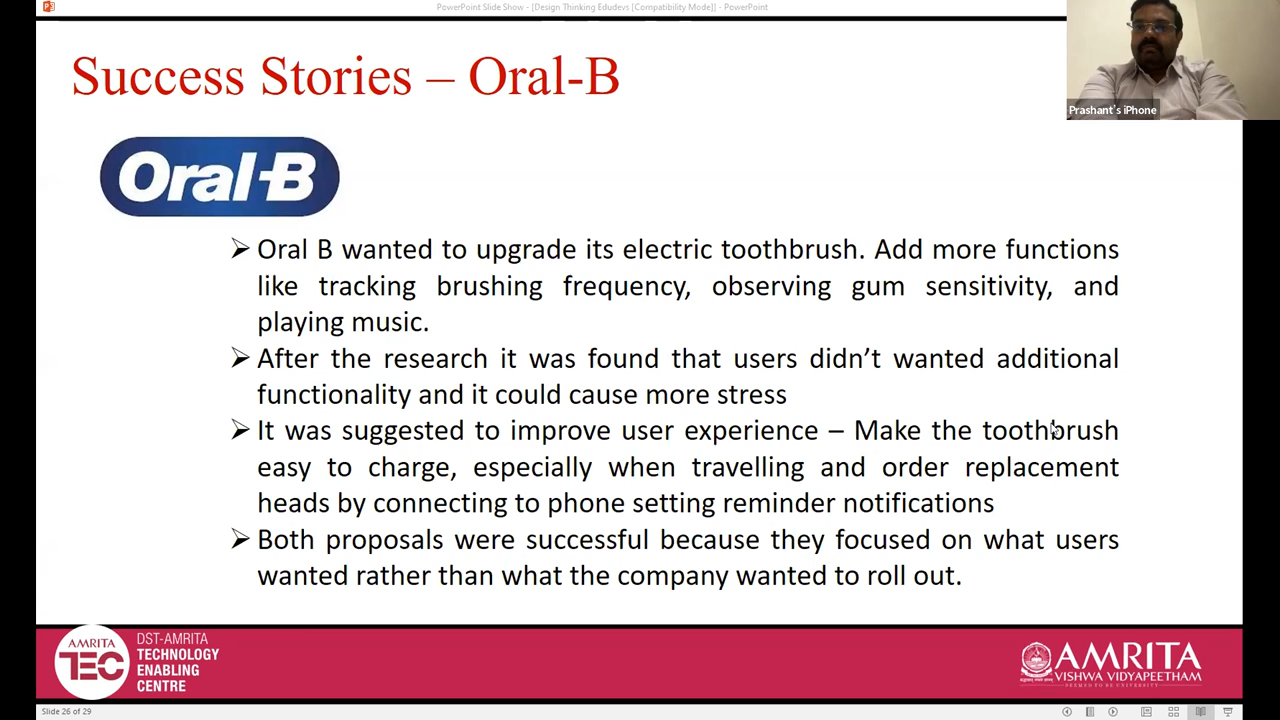 PowerPoint Slide Show - [Design Thinking Edudevs [Compatibility Mode]] - PowerPoint
Success Stories – Oral-B
Prashant's iPhone
Oral-B
➢ Oral B wanted to upgrade its electric toothbrush. Add more functions
like tracking brushing frequency, observing gum sensitivity, and
playing music.
➢ After the research it was found that users didn’t wanted additional
functionality and it could cause more stress
➢ It was suggested to improve user experience – Make the toothbrush
easy to charge, especially when travelling and order replacement
heads by connecting to phone setting reminder notifications
➢ Both proposals were successful because they focused on what users
wanted rather than what the company wanted to roll out.
AMRITA
TEC
DST-AMRITA
TECHNOLOGY
ENABLING
CENTRE
AMRITA
VISHWA VIDYAPEETHAM
DEEMED TO BE UNIVERSITY
Slide 26 of 29